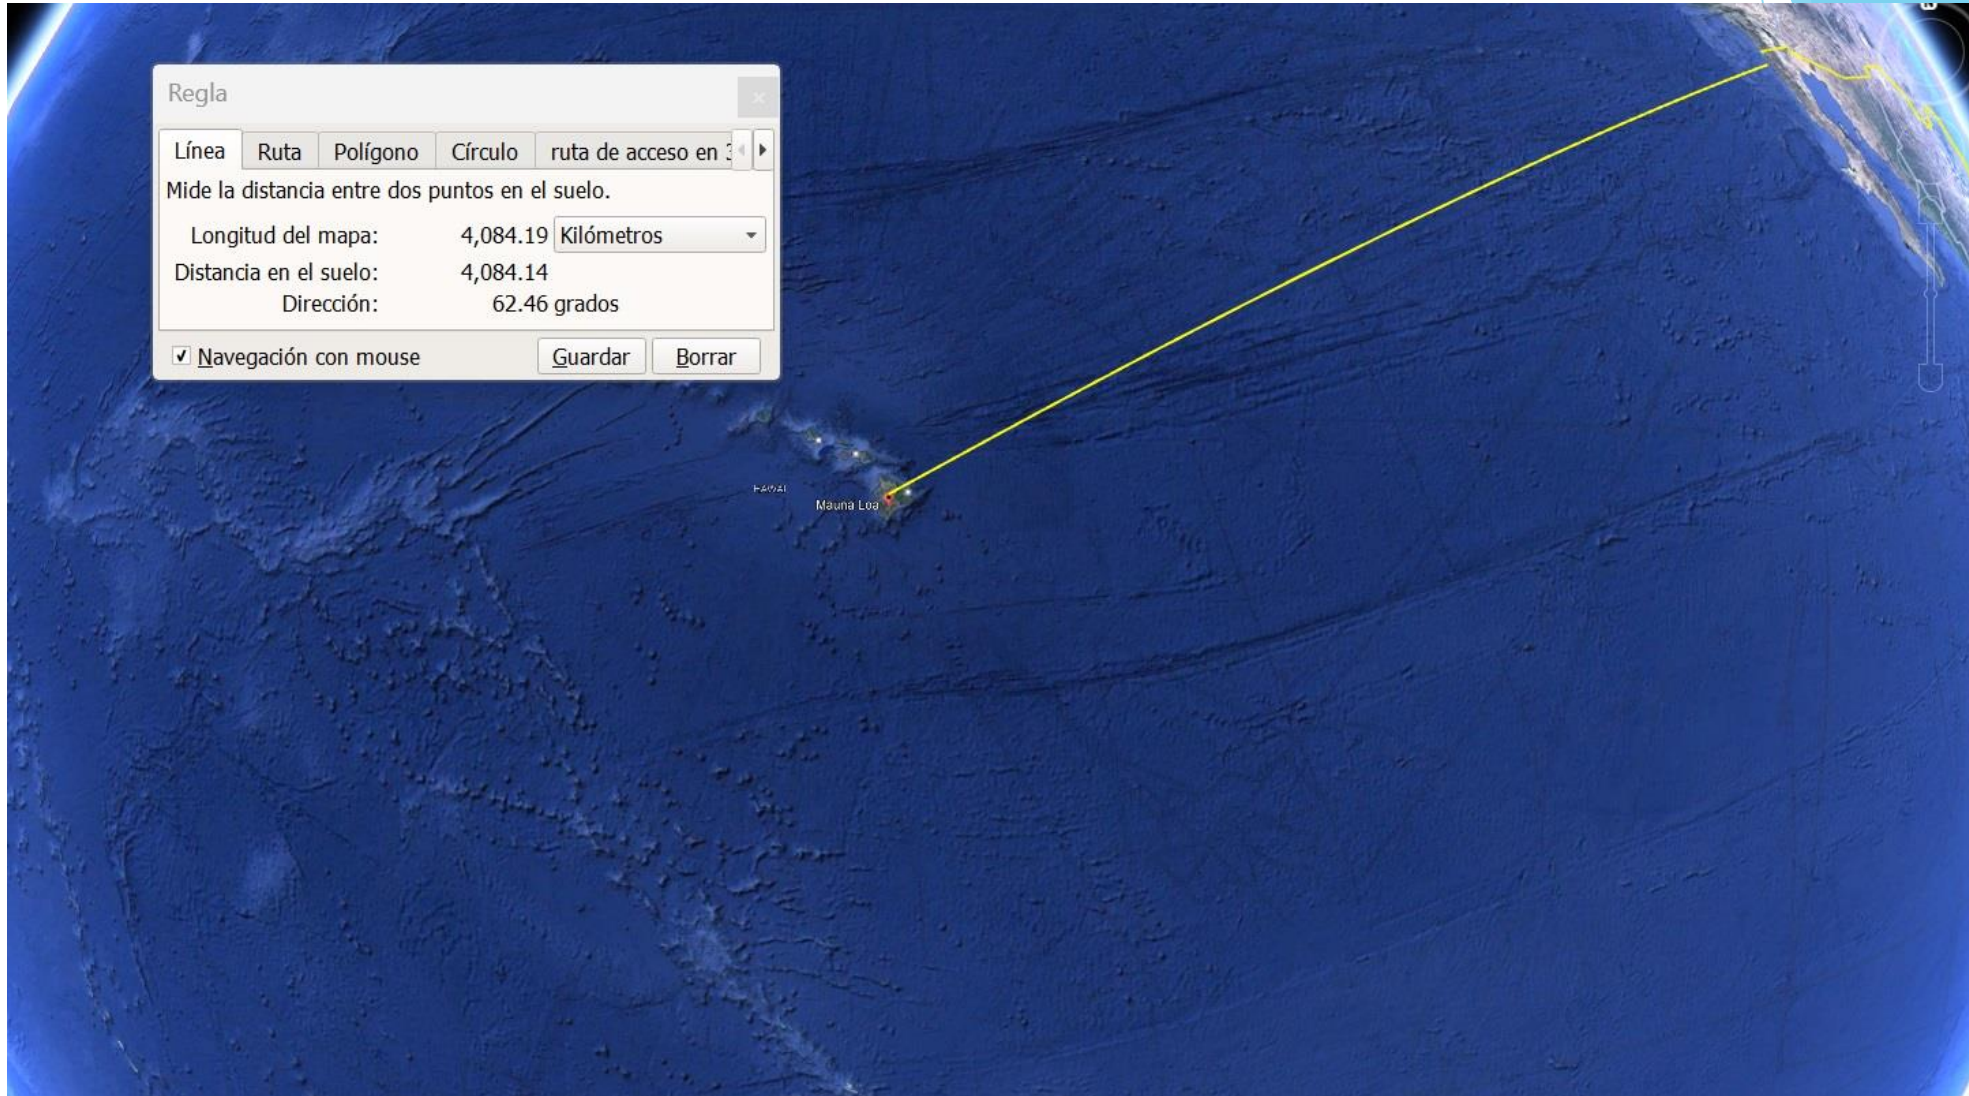 Regla
Línea Ruta Polígono Círculo ruta de acceso en 3
Mide la distancia entre dos puntos en el suelo.
Longitud del mapa: 4,084.19 Kilómetros
Distancia en el suelo: 4,084.14
Dirección: 62.46 grados
Navegación con mouse Guardar Borrar
Mauna Loa